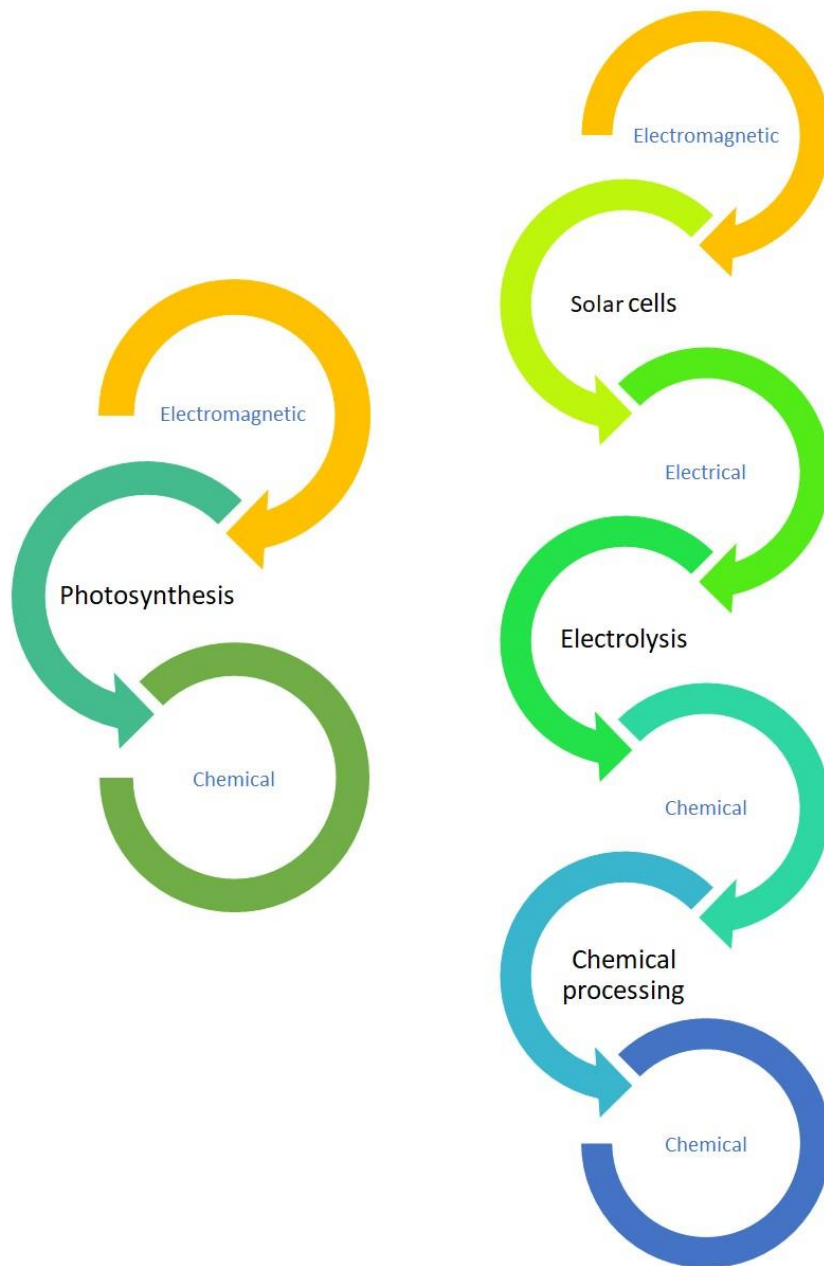 Electromagnetic
Photosynthesis
Chemical
Electromagnetic
Solar cells
Electrical
Electrolysis
Chemical
Chemical
processing
Chemical